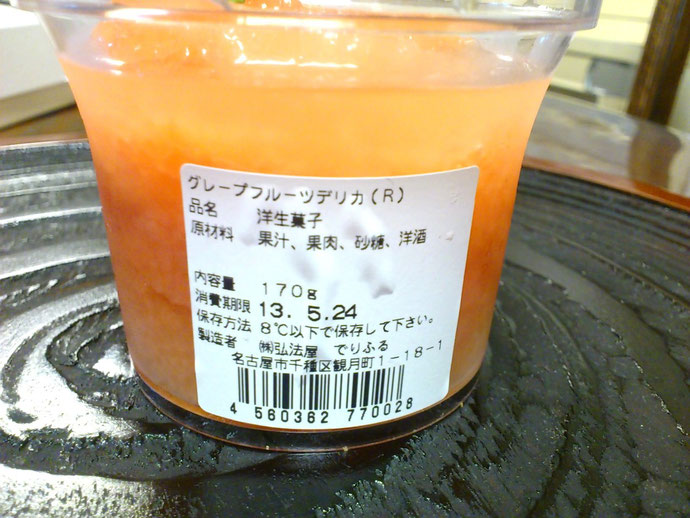 グレープフルーツデリカ(R)
品名 洋生菓子
原材料 果汁、果肉、砂糖、洋酒
内容量 170g
消費期限 13. 5.24
保存方法 8℃以下で保存して下さい。
製造者 ㈱弘法屋 でりふる
名古屋市千種区観月町1-18-1
4 560362 770028